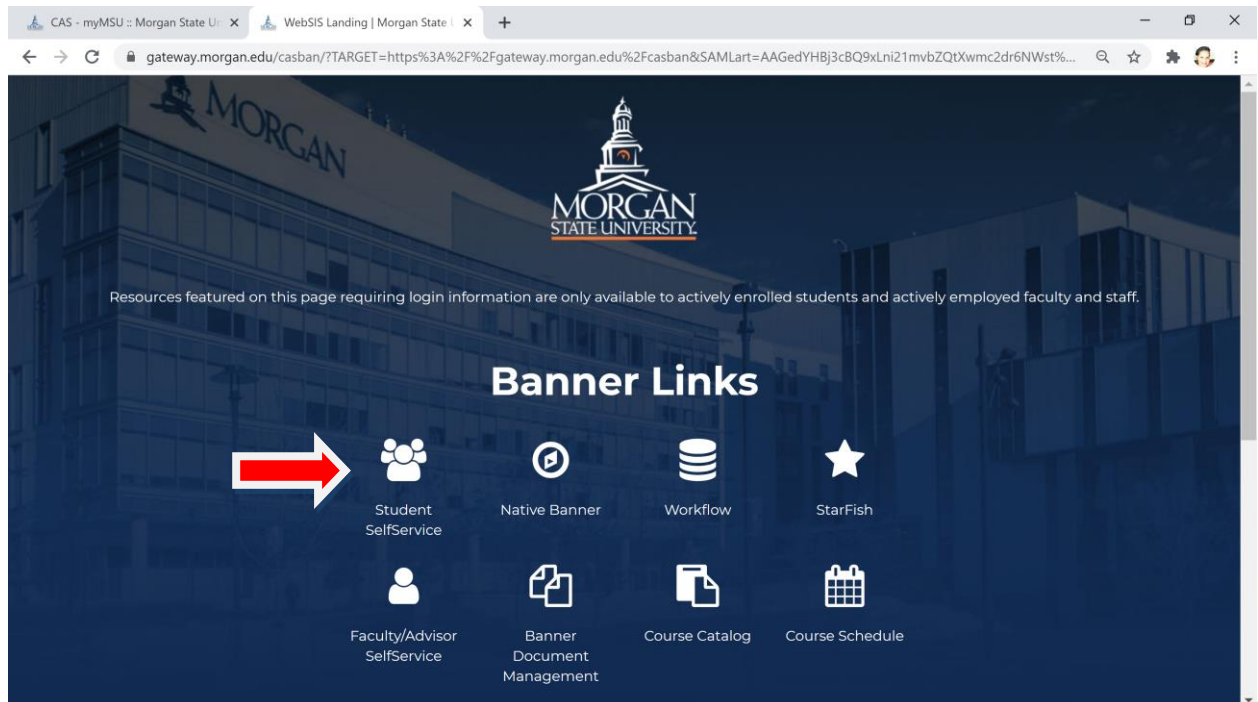 CAS - myMSU :: Morgan State Un
WebSIS Landing | Morgan State
gateway.morgan.edu/casban/?TARGET=https%3A%2F%2Fgateway.morgan.edu%2Fcasban&SAMLart=AAGedYHBj3cBQ9xLni21mvbZQtXwmc2dr6NWst%...
MORGAN
MORGAN
STATE UNIVERSITY
Resources featured on this page requiring login information are only available to actively enrolled students and actively employed faculty and staff.
Banner Links
Student
SelfService
Native Banner
Workflow
StarFish
Faculty/Advisor
SelfService
Banner
Document
Management
Course Catalog
Course Schedule